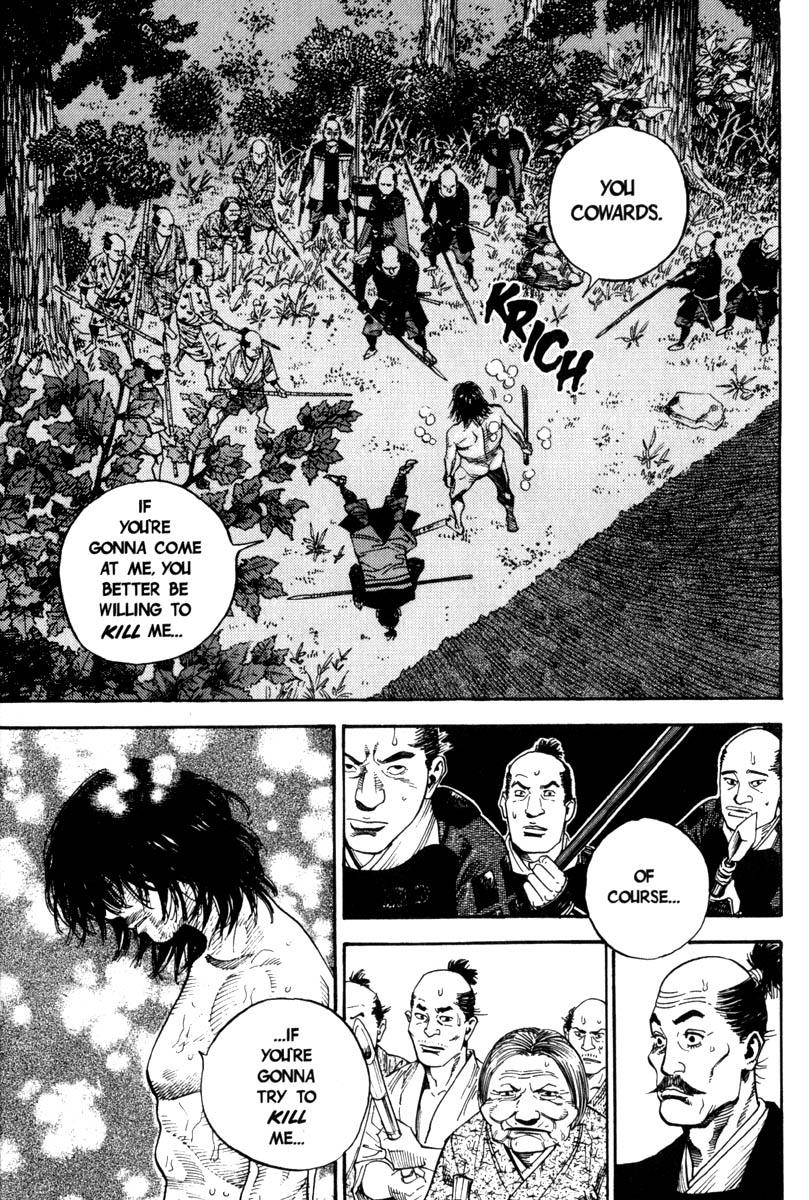 YOU
COWARDS.
KRICH
IF
YOU'RE
GONNA COME
AT ME, YOU
BETTER BE
WILLING TO
KILL ME...
OF
COURSE...
...IF
YOU'RE
GONNA
TRY TO
KILL
ME...